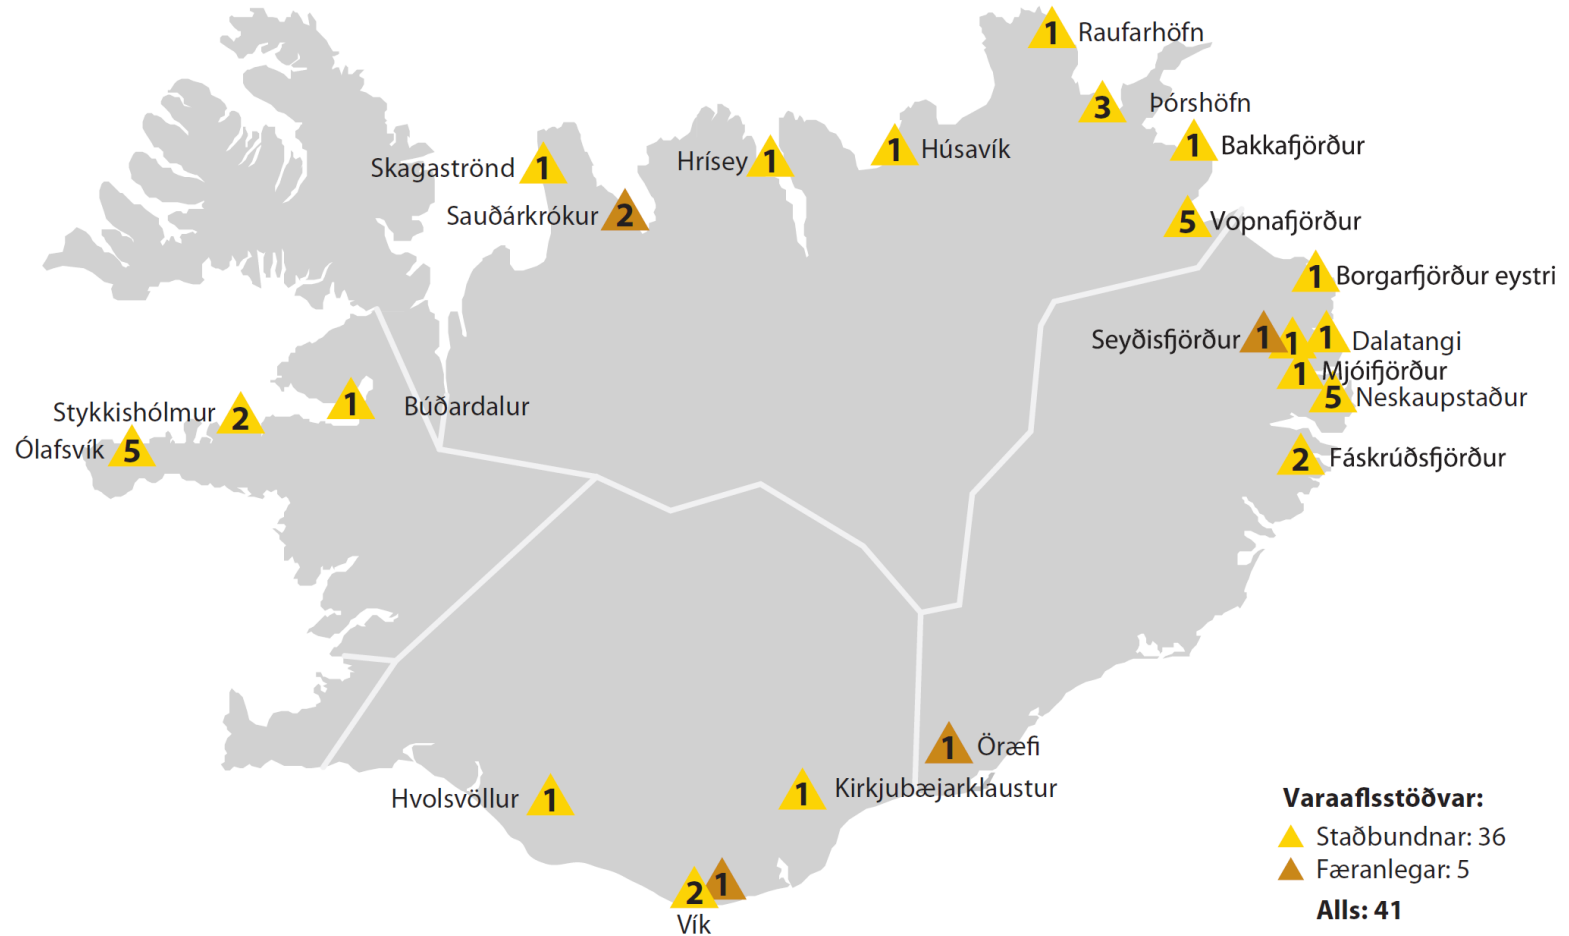 1 Raufarhöfn
3 Þórshöfn
1 Bakkafjörður
Skagaströnd 1
Hrísey 1
1 Húsavík
Sauðárkrókur 2
5 Vopnafjörður
1 Borgarfjörður eystri
Seyðisfjörður 1 1
1 Dalatangi
1 Mjóifjörður
5 Neskaupstaður
Stykkishólmur 2
1 Búðardalur
Ólafsvík 5
2 Fáskrúðsfjörður
1 Öræfi
Hvolsvöllur 1
1 Kirkjubæjarklaustur
2 1
Vík
Varaaflsstöðvar:
Staðbundnar: 36
Færanlegar: 5
Alls: 41